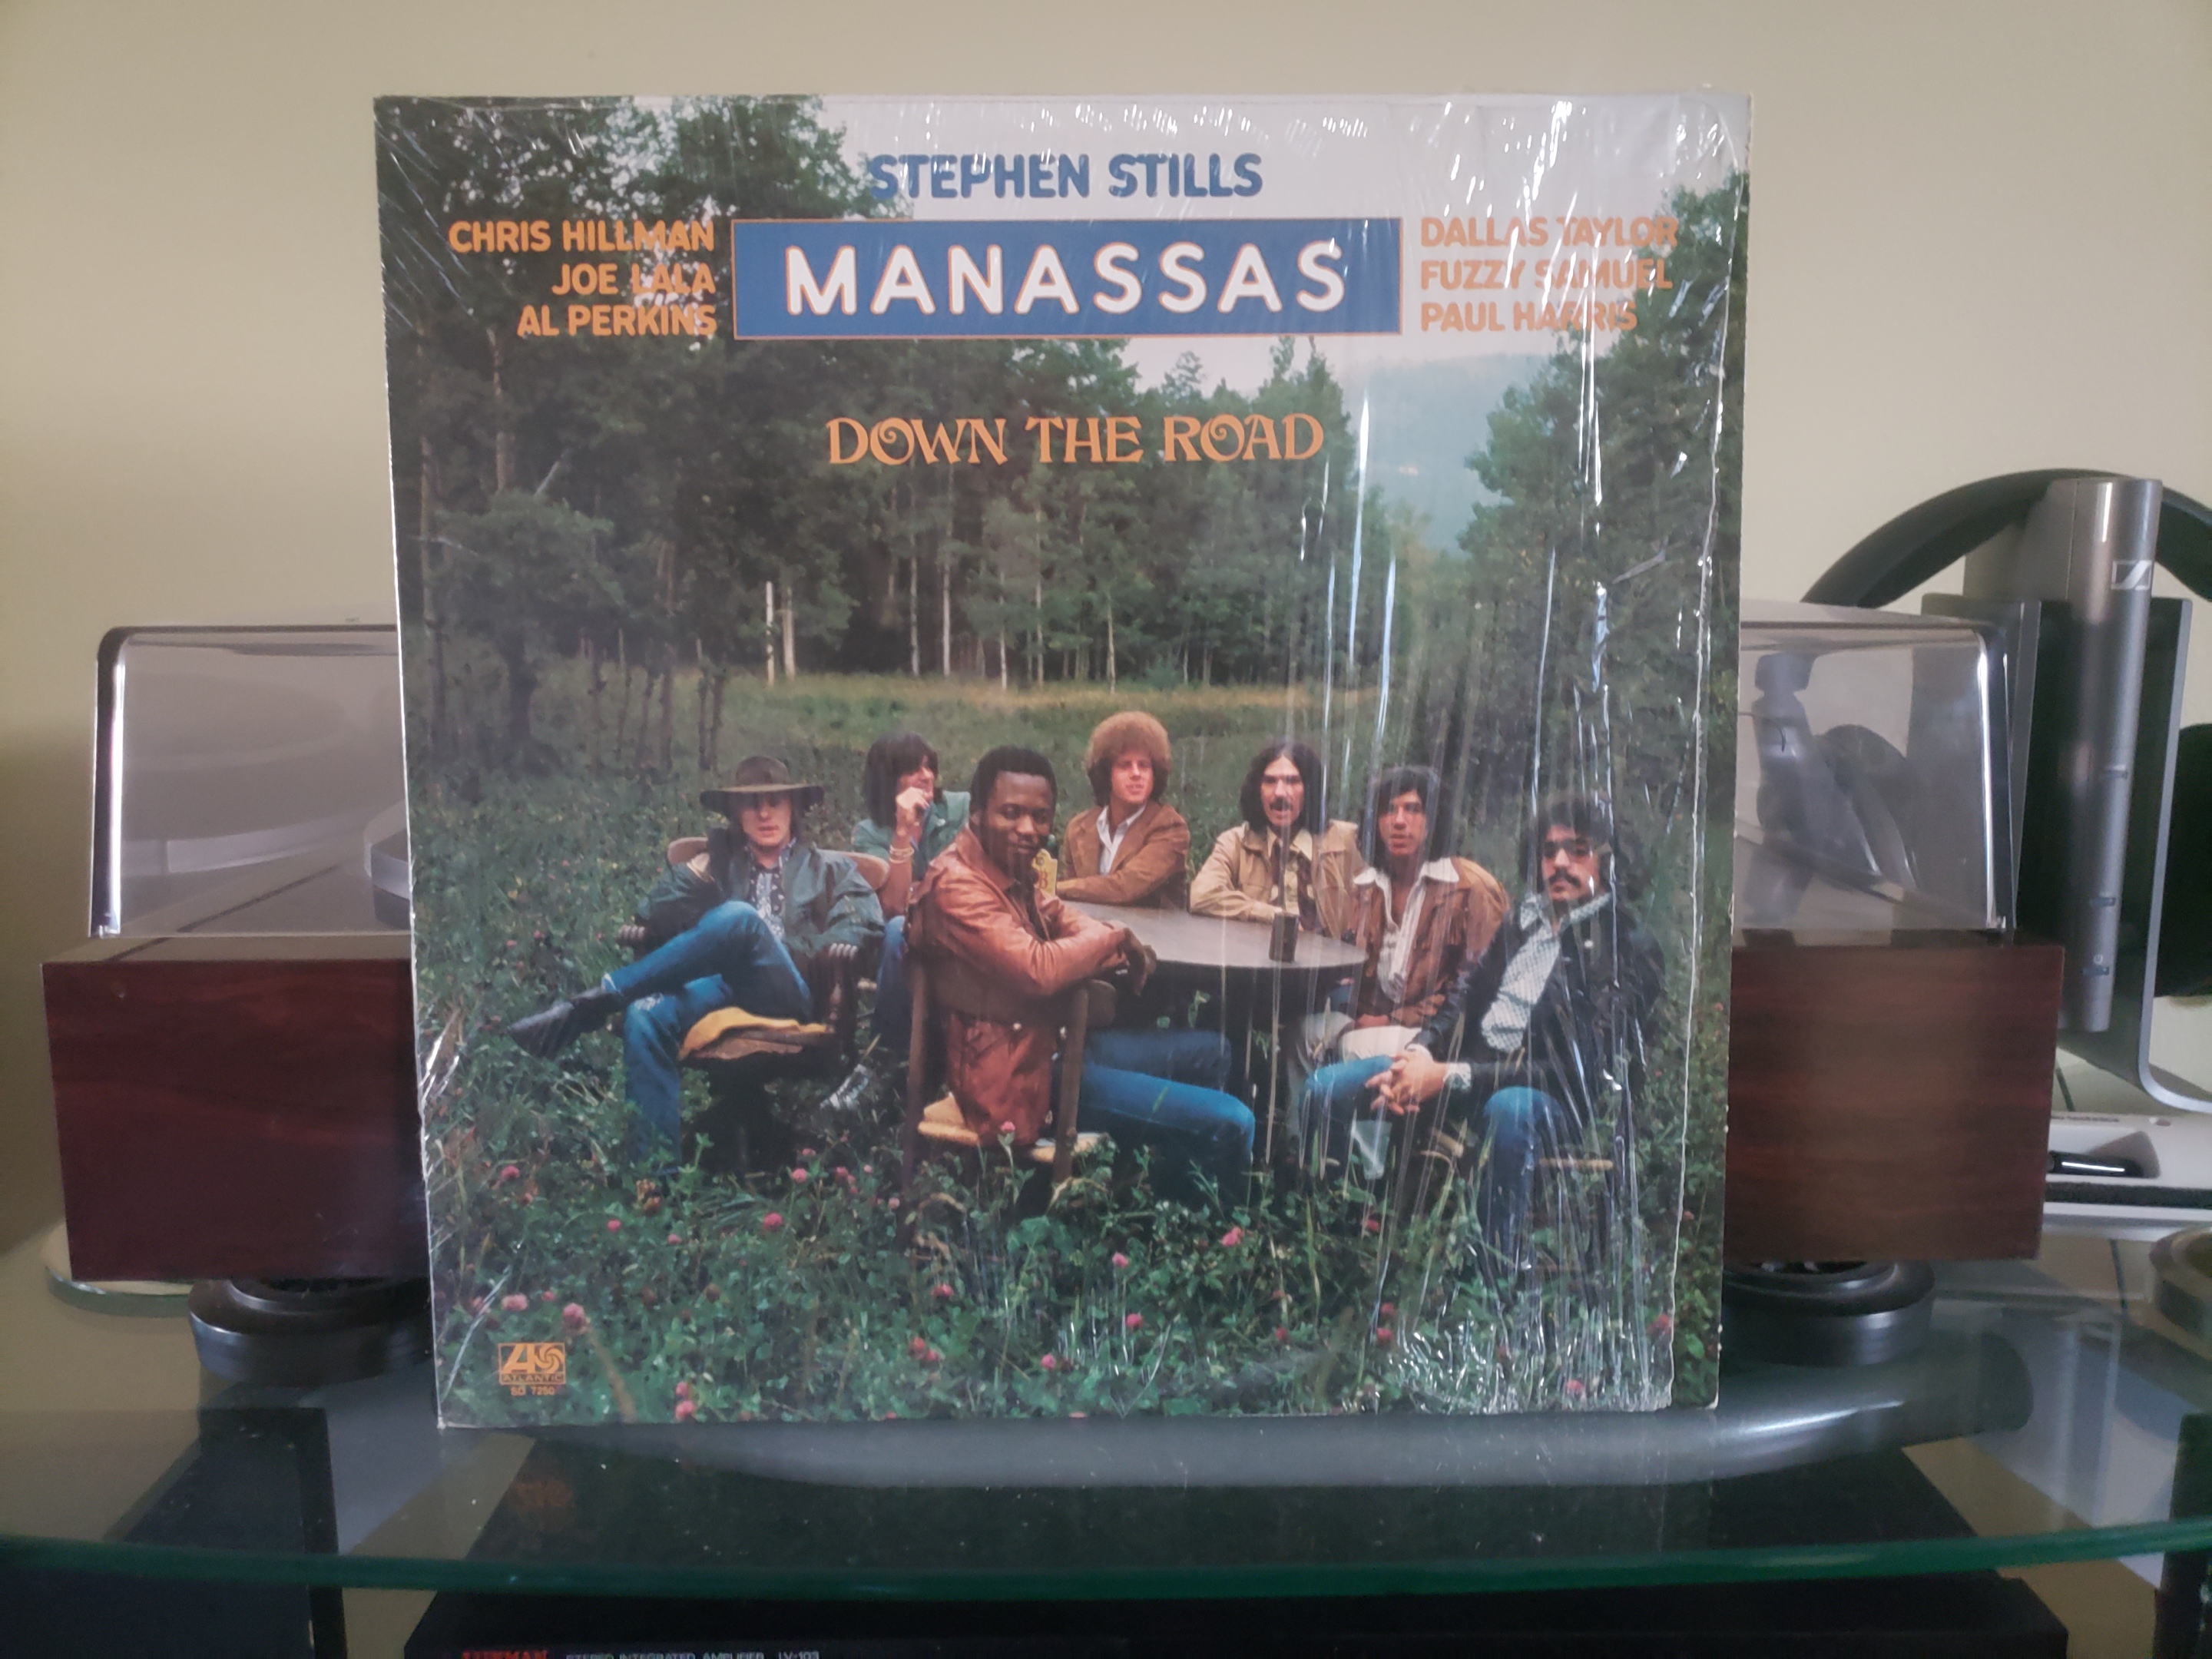 STEPHEN STILLS
CHRIS HILLMAN
JOE LALA
AL PERKINS
MANASSAS
DALLAS TAYLOR
FUZZY SAMUEL
PAUL HARRIS
DOWN THE ROAD
ATLANTIC
SD 7250
LUXMAN STEREO INTEGRATED AMPLIFIER LV-103